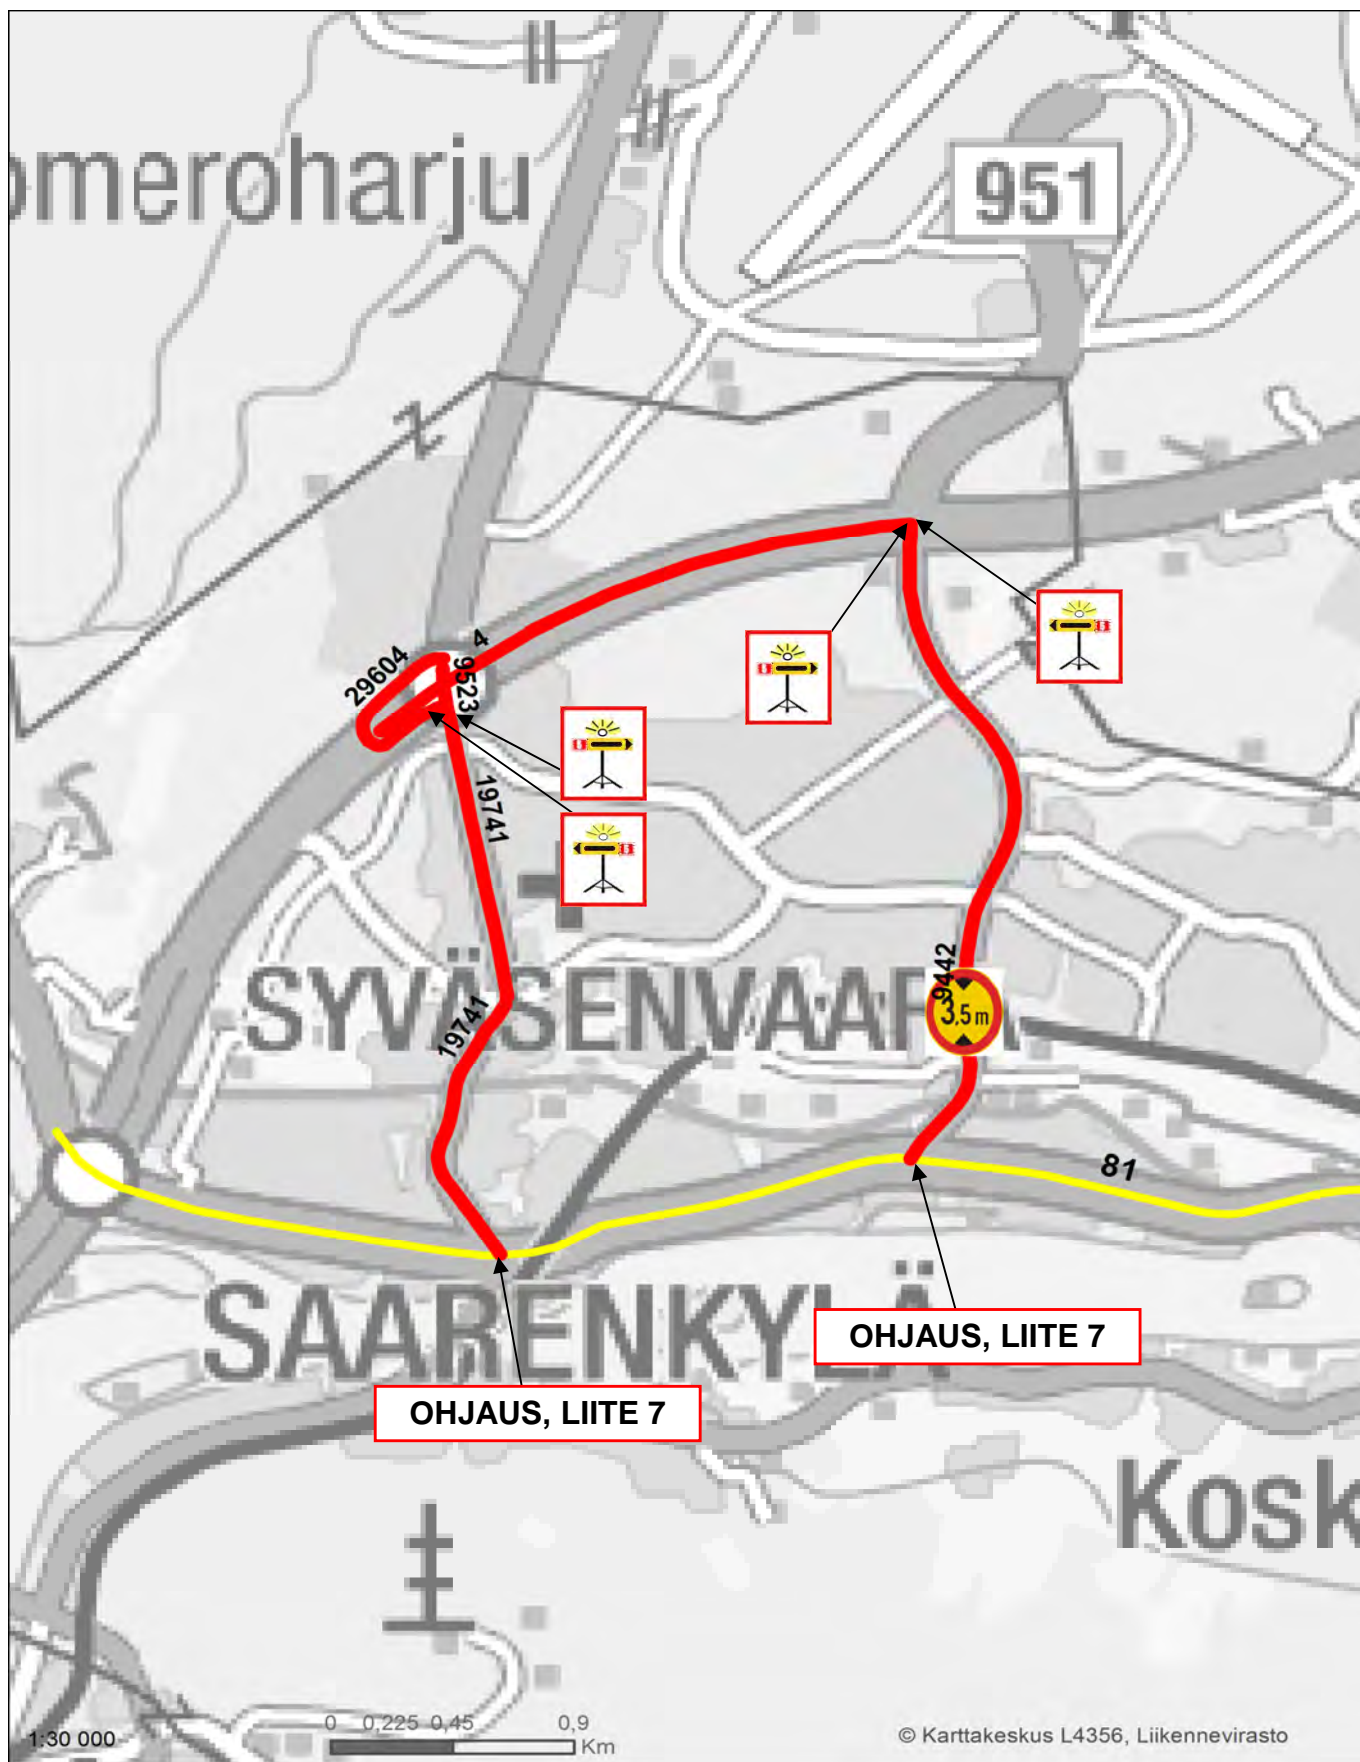 omeroharju
951
4
29604
9523
19741
19741
SYVÄSENVAARA
9442
3,5 m
81
SAARENKYLÄ
OHJAUS, LIITE 7
OHJAUS, LIITE 7
Kosk
0 0,225 0,45 0,9
Km
1:30 000
© Karttakeskus L4356, Liikennevirasto